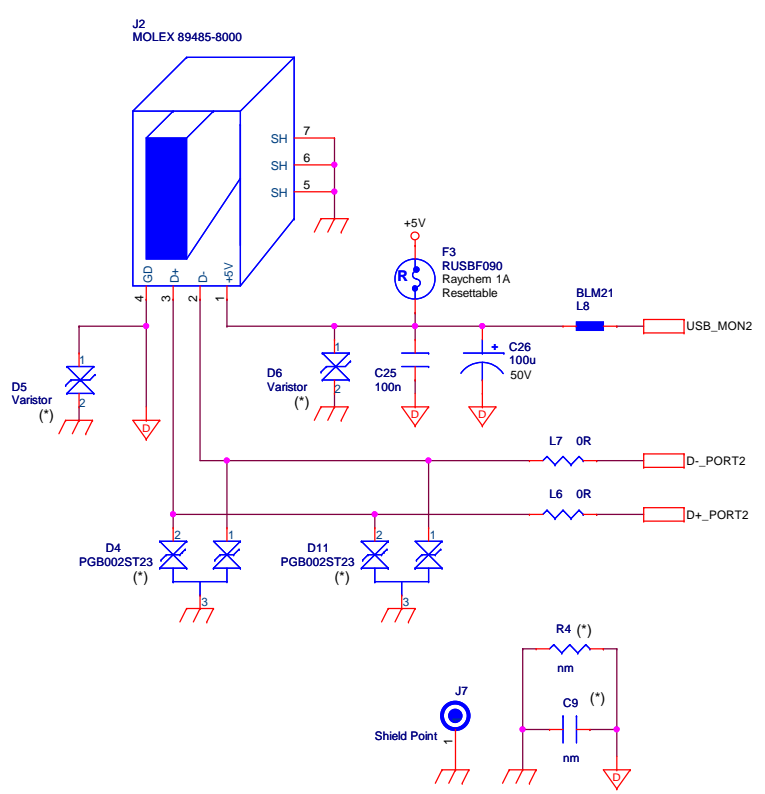 J2
MOLEX 89485-8000
SH 7
SH 6
SH 5
GD
D+
D-
+5V
4
3
2
1
+5V
F3
RUSBF090
R
Raychem 1A
Resettable
BLM21
L8
USB_MON2
1
D5
Varistor
(*)
2
D
1
D6
Varistor
(*)
2
C25
100n
D
+
C26
100u
50V
D
L7 0R
D-_PORT2
L6 0R
D+_PORT2
2
1
D4
PGB002ST23
(*)
3
2
1
D11
PGB002ST23
(*)
3
R4 (*)
nm
J7
Shield Point
1
C9 (*)
nm
D